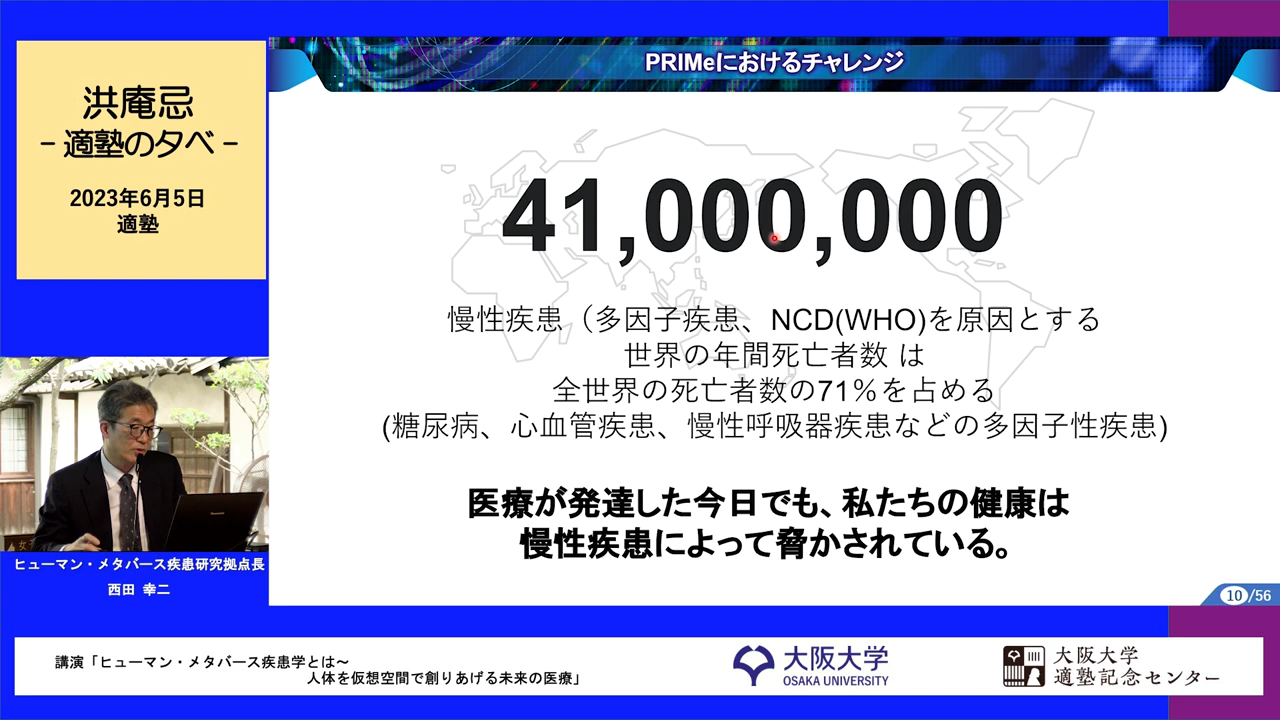 洪庵忌
- 適塾の夕べ -
2023年6月5日
適塾
PRIMeにおけるチャレンジ
41,000,000
慢性疾患（多因子疾患、NCD(WHO)を原因とする
世界の年間死亡者数 は
全世界の死亡者数の71％を占める
(糖尿病、心血管疾患、慢性呼吸器疾患などの多因子性疾患)
医療が発達した今日でも、私たちの健康は
慢性疾患によって脅かされている。
10/56
ヒューマン・メタバース疾患研究拠点長
西田 幸二
講演「ヒューマン・メタバース疾患学とは～
人体を仮想空間で創りあげる未来の医療」
大阪大学
OSAKA UNIVERSITY
大阪大学
適塾記念センター